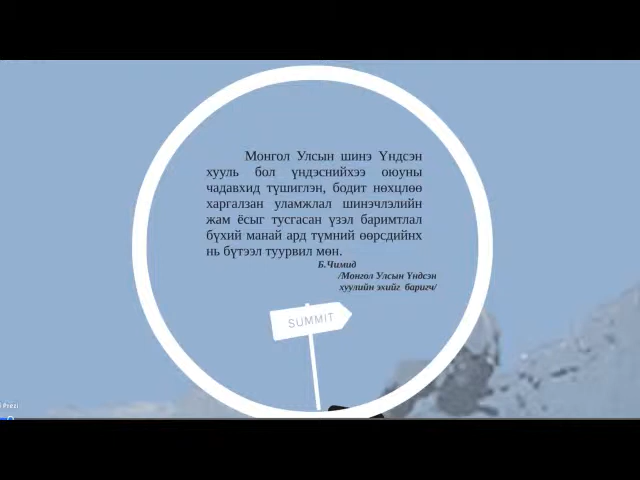 Монгол Улсын шинэ Үндсэн
хууль бол үндэснийхээ оюуны
чадавхид түшиглэн, бодит нөхцлөө
харгалзан уламжлал шинэчлэлийн
жам ёсыг тусгасан үзэл баримтлал
бүхий манай ард түмний өөрсдийнх
нь бүтээл туурвил мөн.
Б.Чимид
/Монгол Улсын Үндсэн
хуулийн эхийг баригч/
SUMMIT
Prezi